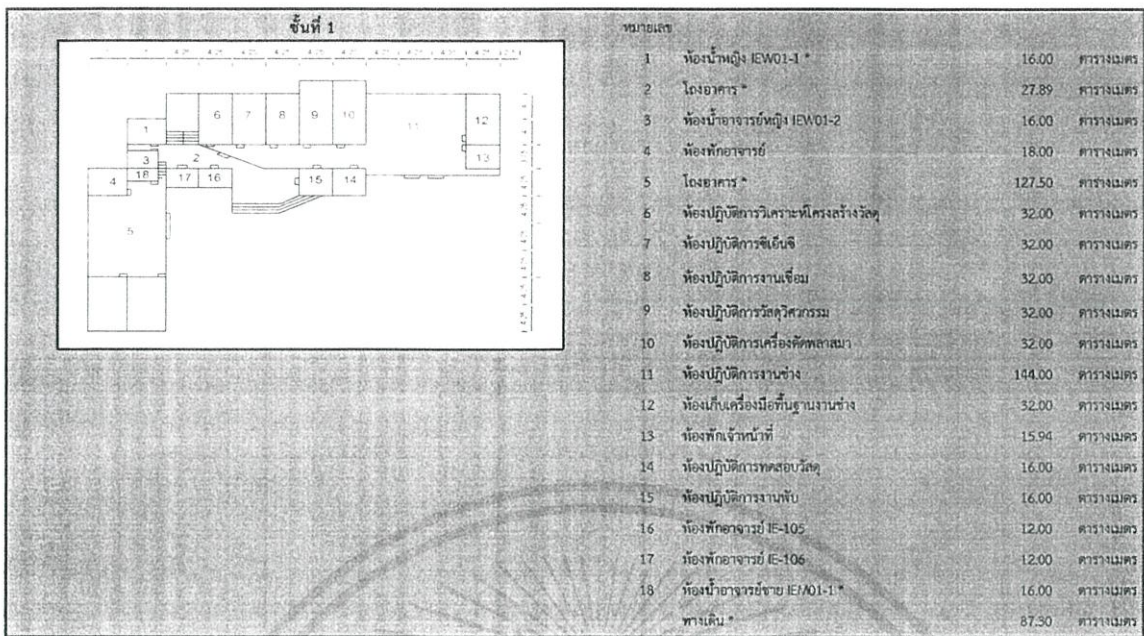 ชั้นที่ 1
หมายเลข
1 ห้องน้ำหญิง IEW01-1 * 16.00 ตารางเมตร
2 โถงอาคาร * 27.89 ตารางเมตร
3 ห้องน้ำอาจารย์หญิง IEW01-2 16.00 ตารางเมตร
4 ห้องพักอาจารย์ 18.00 ตารางเมตร
5 โถงอาคาร * 127.50 ตารางเมตร
6 ห้องปฏิบัติการวิเคราะห์โครงสร้างวัสดุ 32.00 ตารางเมตร
7 ห้องปฏิบัติการซีเอ็นซี 32.00 ตารางเมตร
8 ห้องปฏิบัติการงานเชื่อม 32.00 ตารางเมตร
9 ห้องปฏิบัติการวัสดุวิศวกรรม 32.00 ตารางเมตร
10 ห้องปฏิบัติการเครื่องตัดพลาสมา 32.00 ตารางเมตร
11 ห้องปฏิบัติการงานช่าง 144.00 ตารางเมตร
12 ห้องเก็บเครื่องมือพื้นฐานงานช่าง 32.00 ตารางเมตร
13 ห้องพักเจ้าหน้าที่ 15.94 ตารางเมตร
14 ห้องปฏิบัติการทดสอบวัสดุ 16.00 ตารางเมตร
15 ห้องปฏิบัติการงานพับ 16.00 ตารางเมตร
16 ห้องพักอาจารย์ IE-105 12.00 ตารางเมตร
17 ห้องพักอาจารย์ IE-106 12.00 ตารางเมตร
18 ห้องน้ำอาจารย์ชาย IEM01-1 * 16.00 ตารางเมตร
ทางเดิน * 87.30 ตารางเมตร
6 7 8 9 10 11 12
1
2
13
3
18 17 16 15 14
4
5